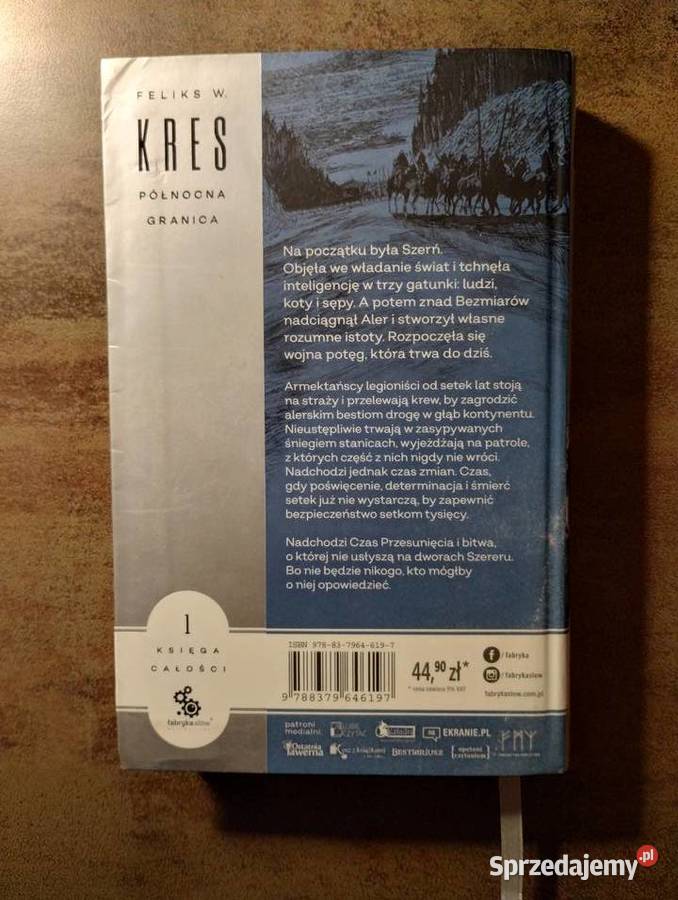 FELIKS W.
KRES
PÓŁNOCNA
GRANICA
Na początku była Szerń.
Objęła we władanie świat i tchnęła
inteligencję w trzy gatunki: ludzi,
koty i sępy. A potem znad Bezmiarów
nadciągnął Aler i stworzył własne
rozumne istoty. Rozpoczęła się
wojna potęg, która trwa do dziś.
Armektańscy legioniści od setek lat stoją
na straży i przelewają krew, by zagrodzić
alerskim bestiom drogę w głąb kontynentu.
Nieustępliwie trwają w zasypywanych
śniegiem stanicach, wyjeżdżają na patrole,
z których część z nich nigdy nie wróci.
Nadchodzi jednak czas zmian. Czas,
gdy poświęcenie, determinacja i śmierć
setek już nie wystarczą, by zapewnić
bezpieczeństwo setkom tysięcy.
Nadchodzi Czas Przesunięcia i bitwa,
o której nie usłyszą na dworach Szereru.
Bo nie będzie nikogo, kto mógłby
o niej opowiedzieć.
1
KSIĘGA
CAŁOŚCI
fabryka słów
ISBN 978-83-7964-619-7
9 788379 646197
44,90 zł*
* cena zawiera 5% VAT
/fabryka
/fabrykaslow
fabrykaslow.com.pl
patroni
medialni:
LUBIĘ
CZYTAĆ
na EKRANIE.PL
Ostatnia
Tawerna
BESTIARIUSZ
Sprzedajemy.pl